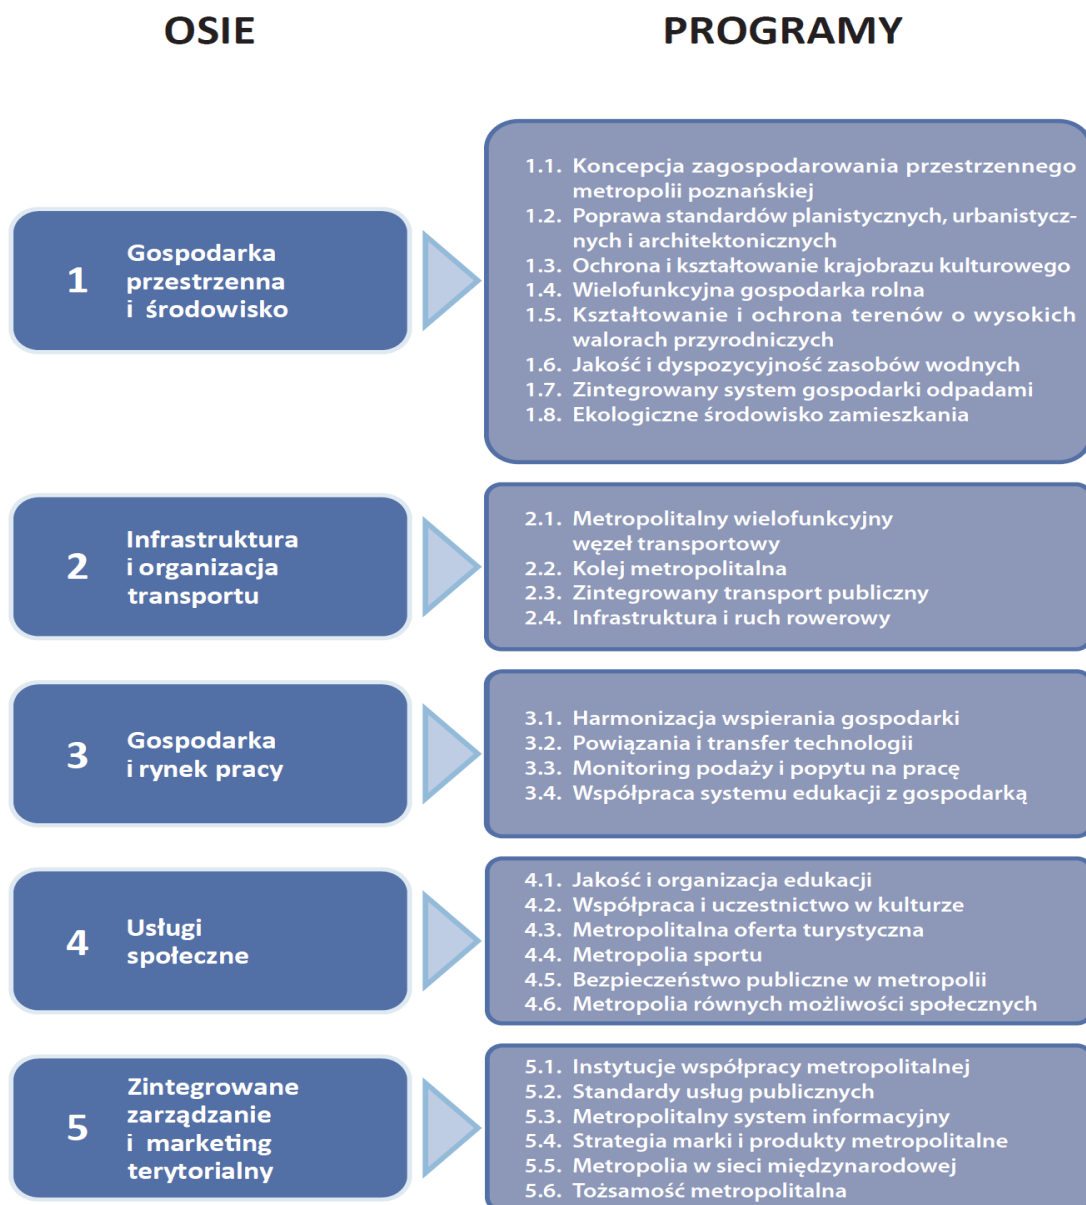 OSIE
PROGRAMY
1
Gospodarka
przestrzenna
i środowisko
1.1. Koncepcja zagospodarowania przestrzennego
metropolii poznańskiej
1.2. Poprawa standardów planistycznych, urbanistycz-
nych i architektonicznych
1.3. Ochrona i kształtowanie krajobrazu kulturowego
1.4. Wielofunkcyjna gospodarka rolna
1.5. Kształtowanie i ochrona terenów o wysokich
walorach przyrodniczych
1.6. Jakość i dyspozycyjność zasobów wodnych
1.7. Zintegrowany system gospodarki odpadami
1.8. Ekologiczne środowisko zamieszkania
2
Infrastruktura
i organizacja
transportu
2.1. Metropolitalny wielofunkcyjny
węzeł transportowy
2.2. Kolej metropolitalna
2.3. Zintegrowany transport publiczny
2.4. Infrastruktura i ruch rowerowy
3
Gospodarka
i rynek pracy
3.1. Harmonizacja wspierania gospodarki
3.2. Powiązania i transfer technologii
3.3. Monitoring podaży i popytu na pracę
3.4. Współpraca systemu edukacji z gospodarką
4
Usługi
społeczne
4.1. Jakość i organizacja edukacji
4.2. Współpraca i uczestnictwo w kulturze
4.3. Metropolitalna oferta turystyczna
4.4. Metropolia sportu
4.5. Bezpieczeństwo publiczne w metropolii
4.6. Metropolia równych możliwości społecznych
5
Zintegrowane
zarządzanie
i marketing
terytorialny
5.1. Instytucje współpracy metropolitalnej
5.2. Standardy usług publicznych
5.3. Metropolitalny system informacyjny
5.4. Strategia marki i produkty metropolitalne
5.5. Metropolia w sieci międzynarodowej
5.6. Tożsamość metropolitalna